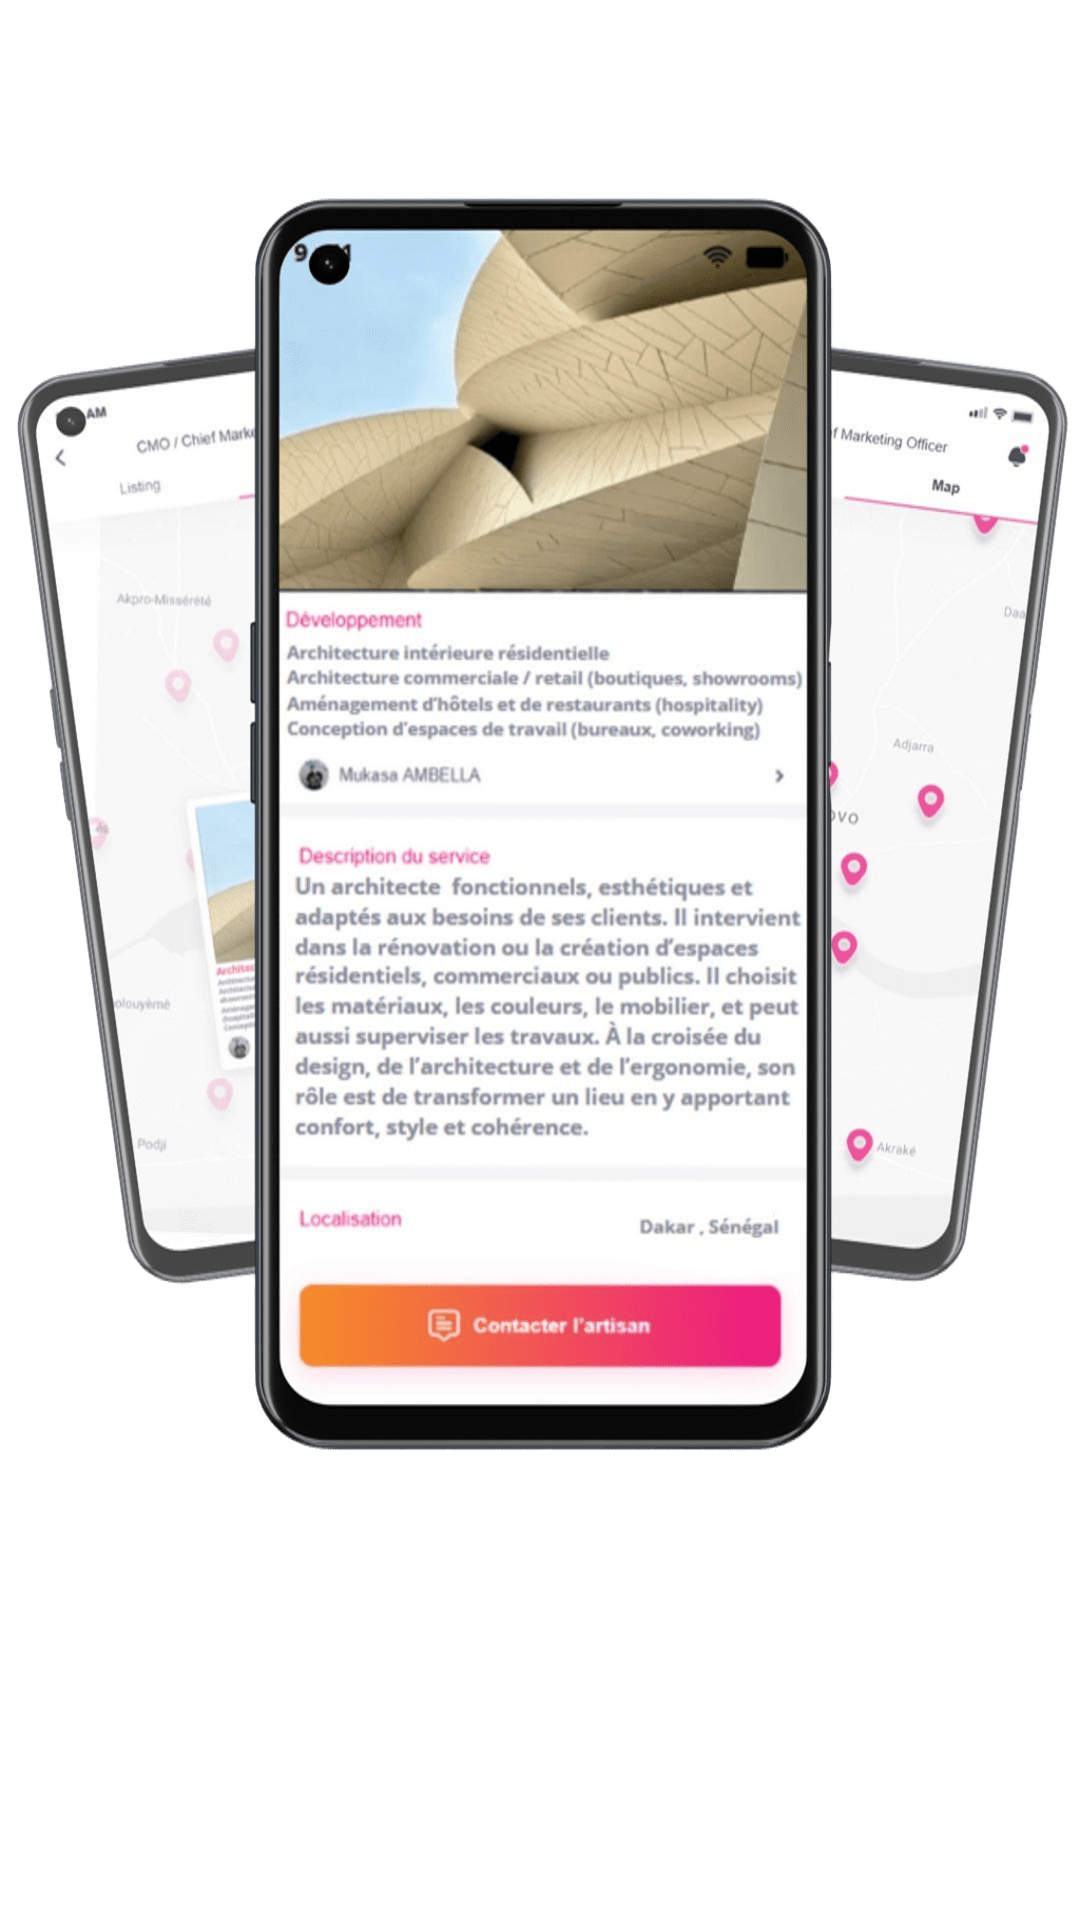 AM
CMO / Chief Marke
Listing
Akpro-Missérété
olouyèmè
Podji
Développement
Architecture intérieure résidentielle
Architecture commerciale / retail (boutiques, showrooms)
Aménagement d'hôtels et de restaurants (hospitality)
Conception d'espaces de travail (bureaux, coworking)
Mukasa AMBELLA
Description du service
Un architecte  fonctionnels, esthétiques et
adaptés aux besoins de ses clients. Il intervient
dans la rénovation ou la création d'espaces
résidentiels, commerciaux ou publics. Il choisit
les matériaux, les couleurs, le mobilier, et peut
aussi superviser les travaux. À la croisée du
design, de l'architecture et de l'ergonomie, son
rôle est de transformer un lieu en y apportant
confort, style et cohérence.
Localisation
Dakar , Sénégal
Contacter l'artisan
f Marketing Officer
Map
Daa
Adjarra
ovo
Akraké